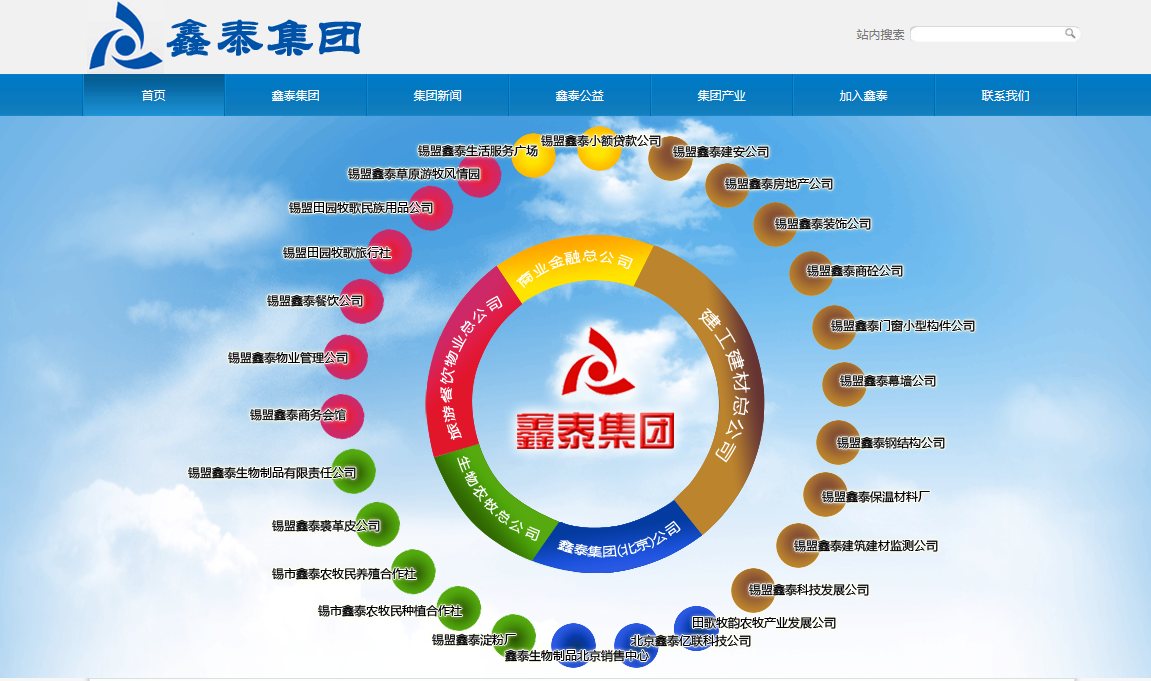 鑫泰集团
站内搜索
首页
鑫泰集团
集团新闻
鑫泰公益
集团产业
加入鑫泰
联系我们
锡盟鑫泰小额贷款公司
锡盟鑫泰生活服务广场
锡盟鑫泰建安公司
锡盟鑫泰草原游牧风情园
锡盟鑫泰房地产公司
锡盟田园牧歌民族用品公司
锡盟鑫泰装饰公司
锡盟田园牧歌旅行社
锡盟鑫泰商砼公司
锡盟鑫泰餐饮公司
锡盟鑫泰门窗小型构件公司
锡盟鑫泰物业管理公司
锡盟鑫泰幕墙公司
锡盟鑫泰商务会馆
锡盟鑫泰钢结构公司
锡盟鑫泰生物制品有限责任公司
锡盟鑫泰保温材料厂
锡盟鑫泰裘革皮公司
锡盟鑫泰建筑建材监测公司
锡市鑫泰农牧民养殖合作社
锡盟鑫泰科技发展公司
锡市鑫泰农牧民种植合作社
田歌牧韵农牧产业发展公司
锡盟鑫泰淀粉厂
北京鑫泰亿联科技公司
鑫泰生物制品北京销售中心
商业金融总公司
建工建材总公司
鑫泰集团(北京)公司
生物农牧总公司
旅游餐饮物业总公司
鑫泰集团